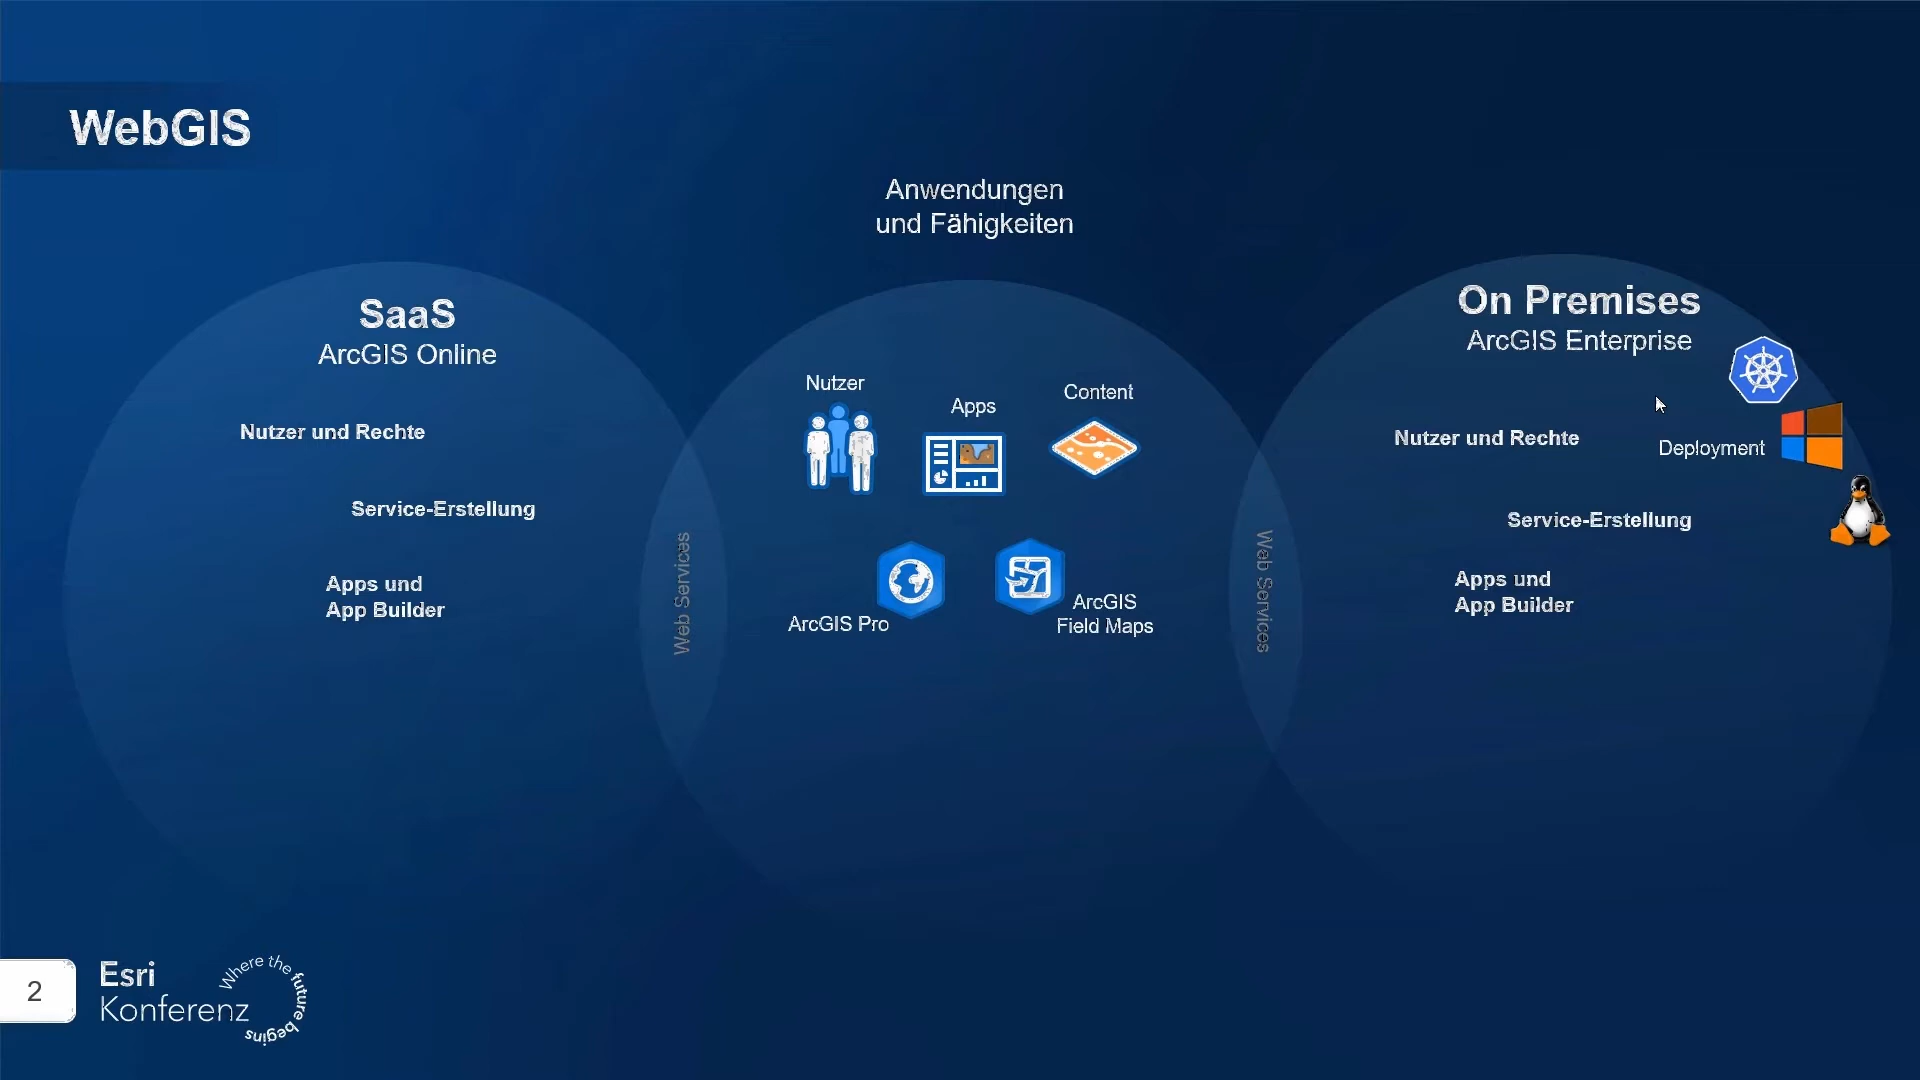 WebGIS
Anwendungen
und Fähigkeiten
SaaS
ArcGIS Online
Nutzer und Rechte
Service-Erstellung
Apps und
App Builder
Web Services
Nutzer
Apps
Content
ArcGIS Pro
ArcGIS
Field Maps
Web Services
On Premises
ArcGIS Enterprise
Nutzer und Rechte
Deployment
Service-Erstellung
Apps und
App Builder
2
Esri
Konferenz
Where the future begins